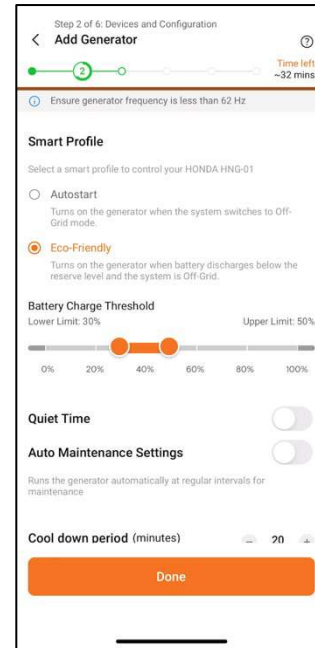 Step 2 of 6: Devices and Configuration
Add Generator
2
Time left
~32 mins
Ensure generator frequency is less than 62 Hz
Smart Profile
Select a smart profile to control your HONDA HNG-01
Autostart
Turns on the generator when the system switches to Off-
Grid mode.
Eco-Friendly
Turns on the generator when battery discharges below the
reserve level and the system is Off-Grid.
Battery Charge Threshold
Lower Limit: 30% Upper Limit: 50%
0% 20% 40% 60% 80% 100%
Quiet Time
Auto Maintenance Settings
Runs the generator automatically at regular intervals for
maintenance
Cool down period (minutes) - 20 +
Done